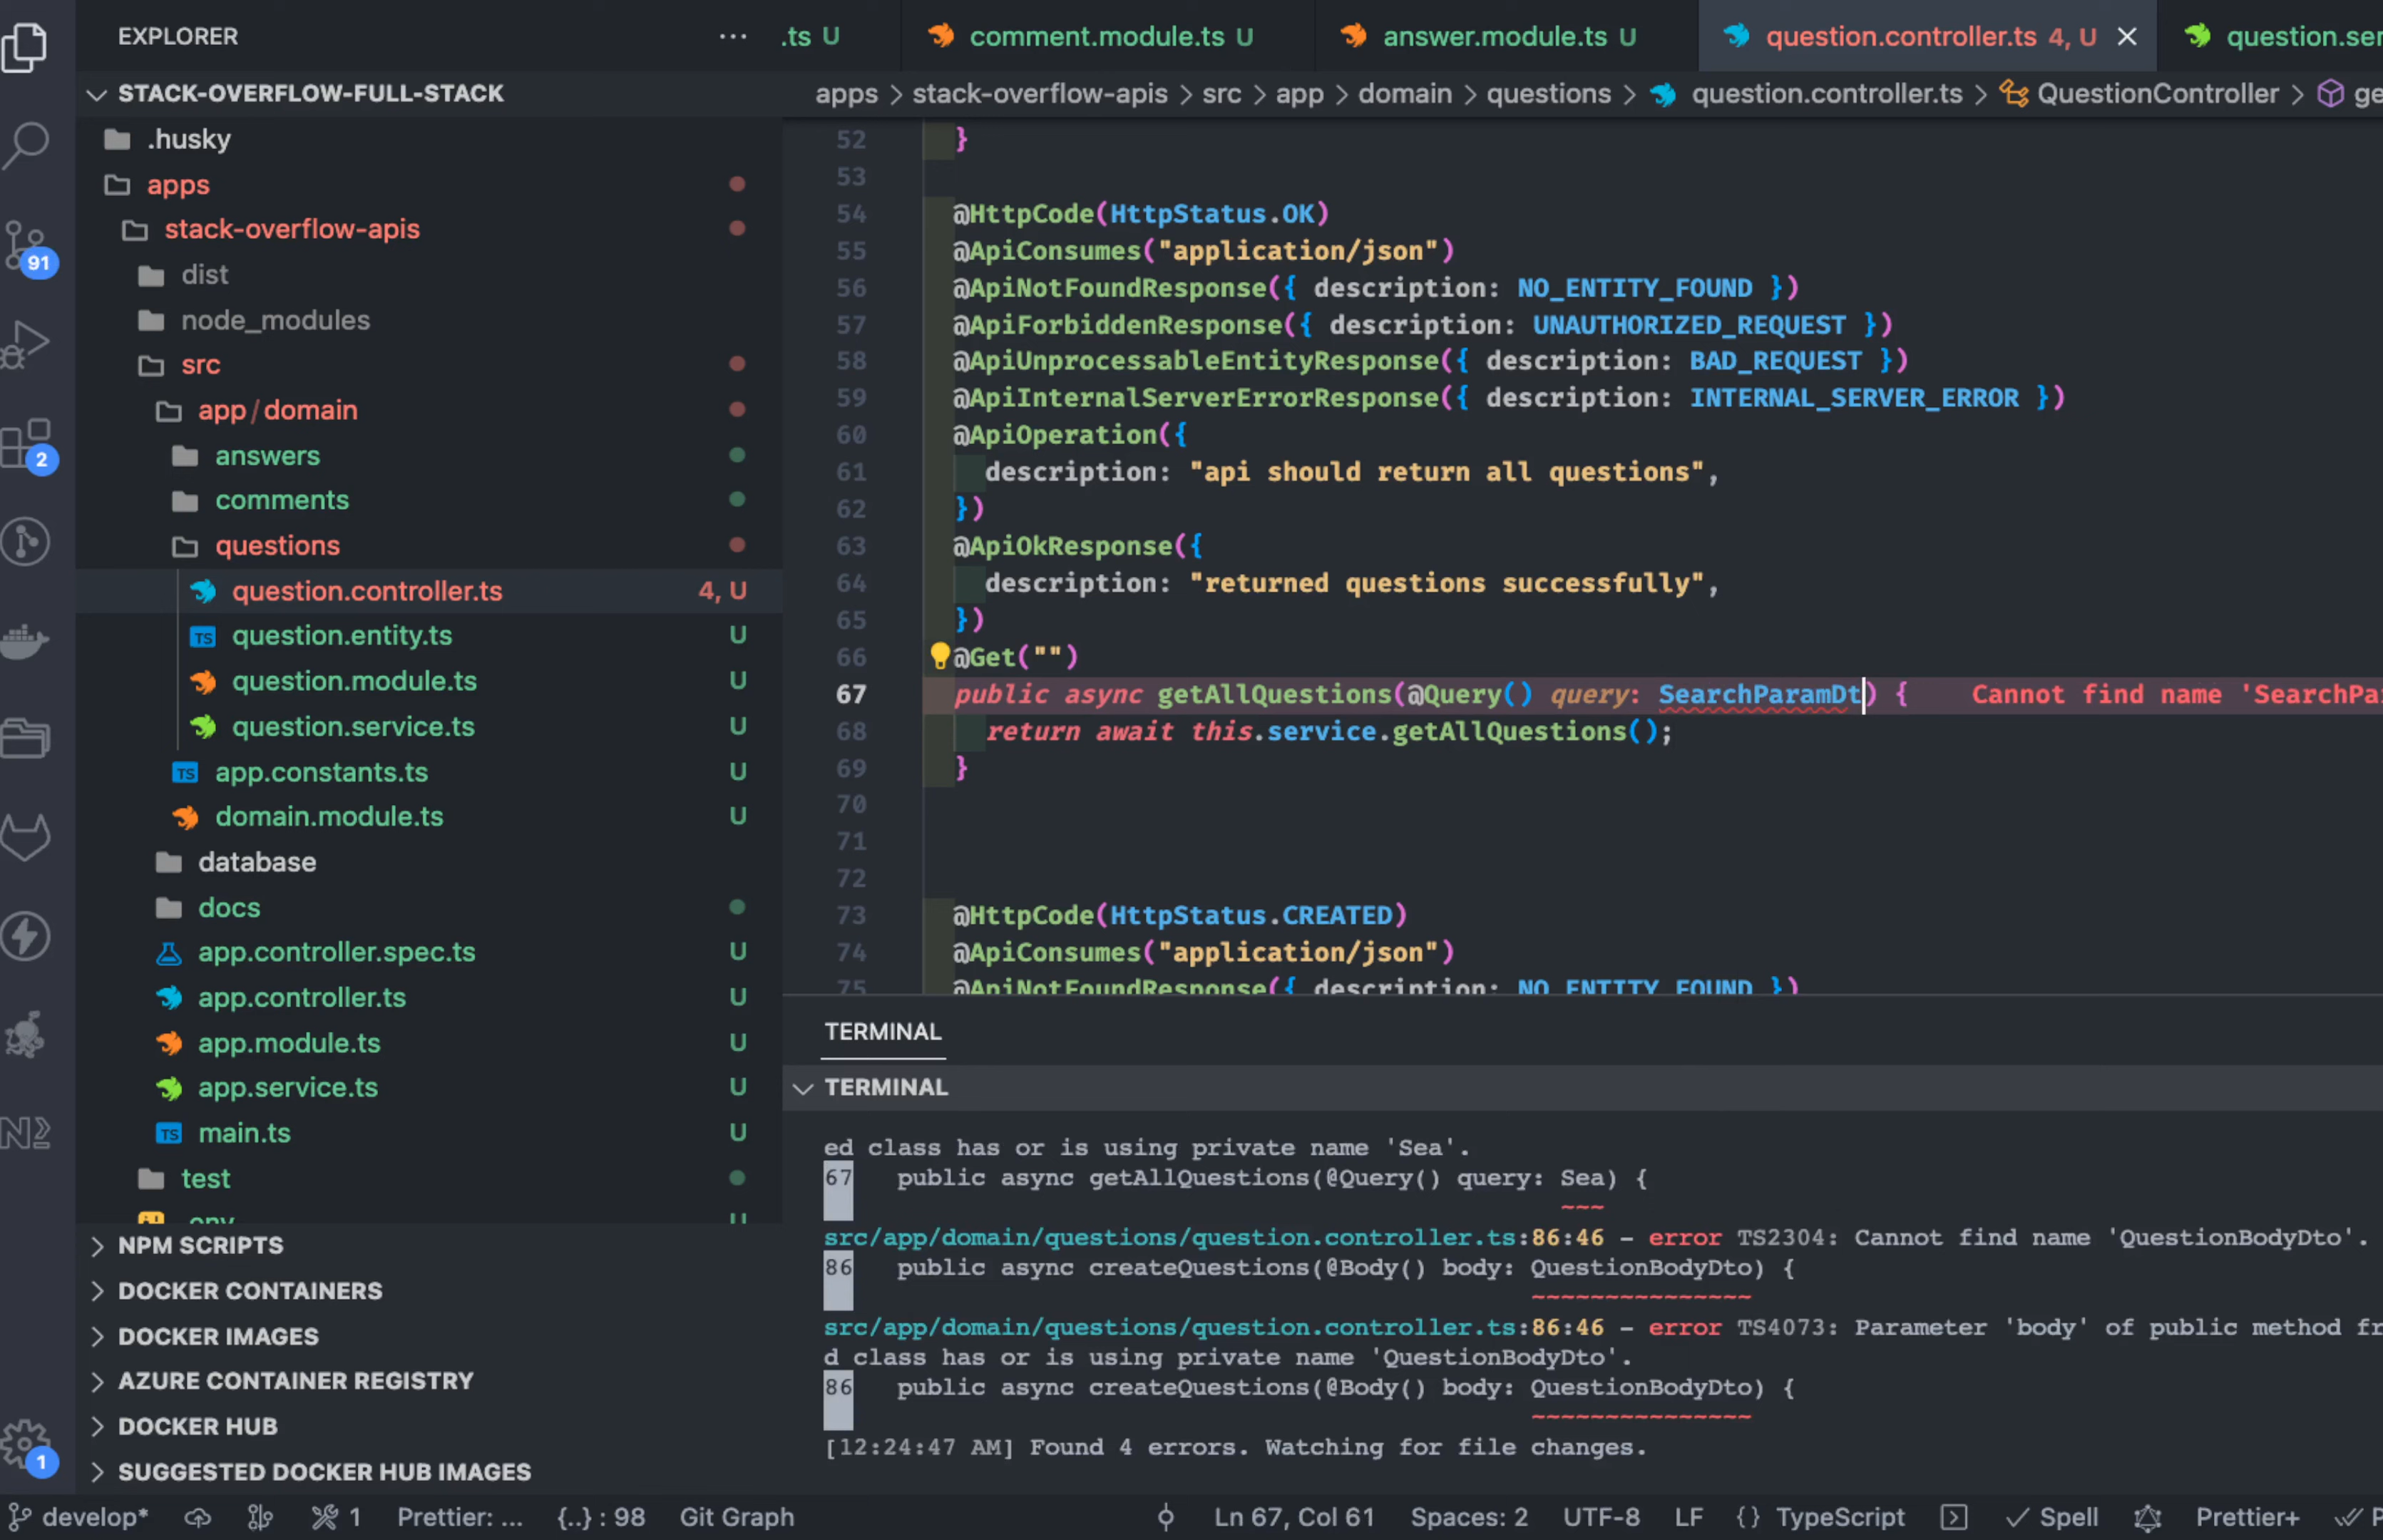 EXPLORER
···
.ts U
comment.module.ts U
answer.module.ts U
question.controller.ts 4, U
question.ser
STACK-OVERFLOW-FULL-STACK
apps > stack-overflow-apis > src > app > domain > questions > question.controller.ts > QuestionController > ge
.husky
apps
stack-overflow-apis
dist
node_modules
src
app / domain
answers
comments
questions
question.controller.ts 4, U
question.entity.ts U
question.module.ts U
question.service.ts U
app.constants.ts U
domain.module.ts U
database
docs
app.controller.spec.ts U
app.controller.ts U
app.module.ts U
app.service.ts U
main.ts U
test
.env U
NPM SCRIPTS
DOCKER CONTAINERS
DOCKER IMAGES
AZURE CONTAINER REGISTRY
DOCKER HUB
SUGGESTED DOCKER HUB IMAGES
91
2
1
52 }
53
54 @HttpCode(HttpStatus.OK)
55 @ApiConsumes("application/json")
56 @ApiNotFoundResponse({ description: NO_ENTITY_FOUND })
57 @ApiForbiddenResponse({ description: UNAUTHORIZED_REQUEST })
58 @ApiUnprocessableEntityResponse({ description: BAD_REQUEST })
59 @ApiInternalServerErrorResponse({ description: INTERNAL_SERVER_ERROR })
60 @ApiOperation({
61 description: "api should return all questions",
62 })
63 @ApiOkResponse({
64 description: "returned questions successfully",
65 })
66 @Get("")
67 public async getAllQuestions(@Query() query: SearchParamDt) { Cannot find name 'SearchPa
68 return await this.service.getAllQuestions();
69 }
70
71
72
73 @HttpCode(HttpStatus.CREATED)
74 @ApiConsumes("application/json")
75 @ApiNotFoundResponse({ description: NO_ENTITY_FOUND })
TERMINAL
TERMINAL
ed class has or is using private name 'Sea'.
67 public async getAllQuestions(@Query() query: Sea) {
~~~
src/app/domain/questions/question.controller.ts:86:46 - error TS2304: Cannot find name 'QuestionBodyDto'.
86 public async createQuestions(@Body() body: QuestionBodyDto) {
~~~~~~~~~~~~~~~
src/app/domain/questions/question.controller.ts:86:46 - error TS4073: Parameter 'body' of public method fr
d class has or is using private name 'QuestionBodyDto'.
86 public async createQuestions(@Body() body: QuestionBodyDto) {
~~~~~~~~~~~~~~~
[12:24:47 AM] Found 4 errors. Watching for file changes.
develop* 1 Prettier: ... {..} : 98 Git Graph Ln 67, Col 61 Spaces: 2 UTF-8 LF {} TypeScript Spell Prettier+ P